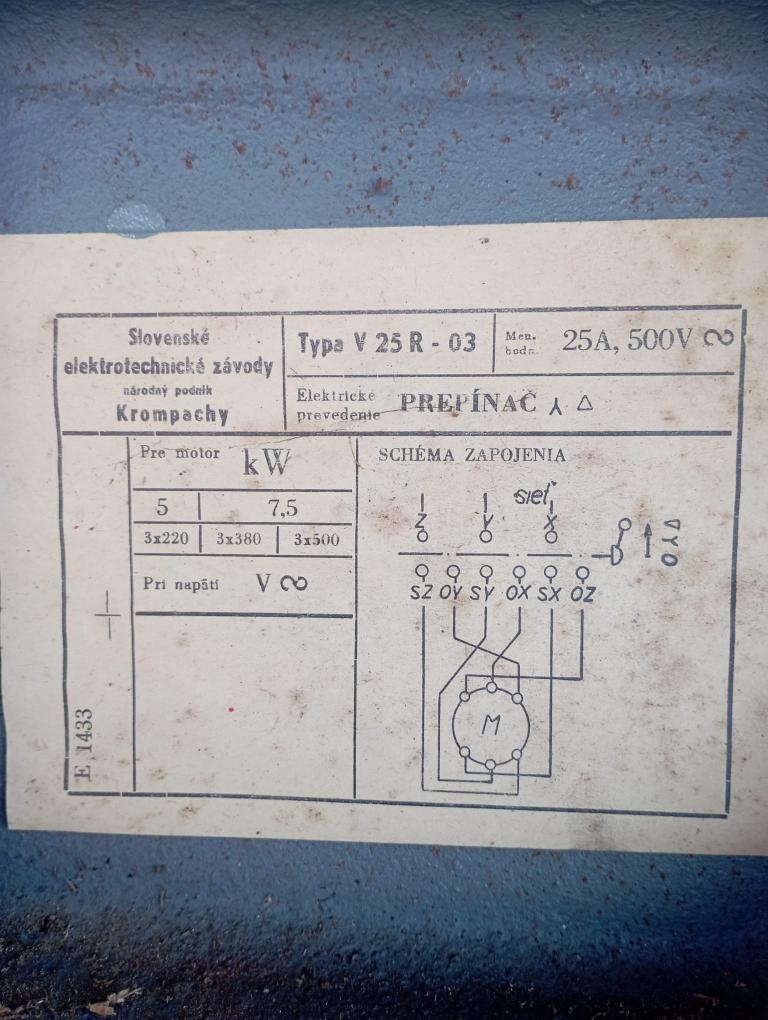 Slovenské
elektrotechnické závody
národný podnik
Krompachy
Typa V 25 R - 03
Men.
hodn.
25A, 500V
Elektrické
prevedenie
PREPÍNAČ
Pre motor kW
5 7,5
3x220 3x380 3x500
Pri napätí V
E 1433
SCHÉMA ZAPOJENIA
sieť
Z Y X
SZ OY SY OX SX OZ
M
Y O